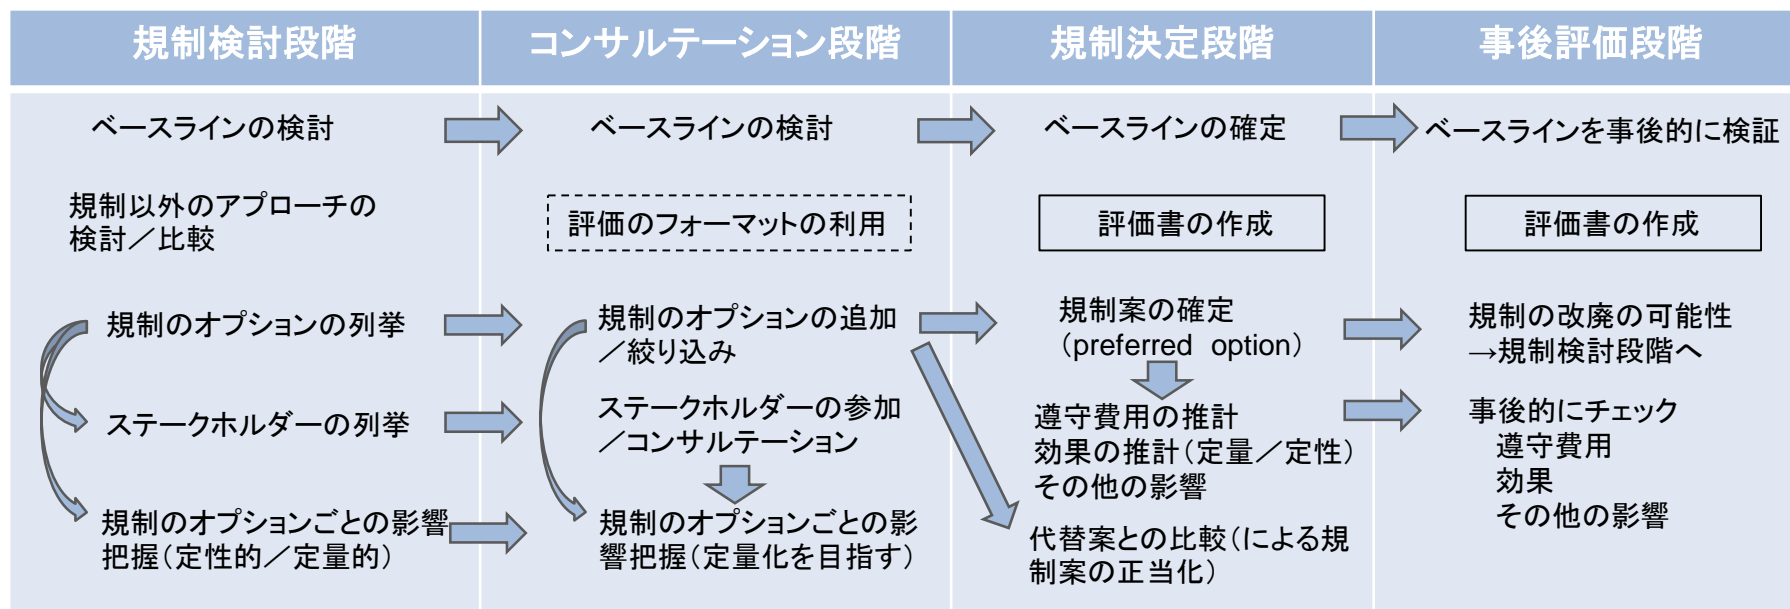 規制検討段階
コンサルテーション段階
規制決定段階
事後評価段階
ベースラインの検討
ベースラインの検討
ベースラインの確定
ベースラインを事後的に検証
規制以外のアプローチの
検討／比較
評価のフォーマットの利用
評価書の作成
評価書の作成
規制のオプションの列挙
規制のオプションの追加
／絞り込み
規制案の確定
（preferred option）
規制の改廃の可能性
→規制検討段階へ
ステークホルダーの列挙
ステークホルダーの参加
／コンサルテーション
遵守費用の推計
効果の推計（定量／定性）
その他の影響
事後的にチェック
遵守費用
効果
その他の影響
規制のオプションごとの影響
把握（定性的／定量的）
規制のオプションごとの影
響把握（定量化を目指す）
代替案との比較（による規
制案の正当化）